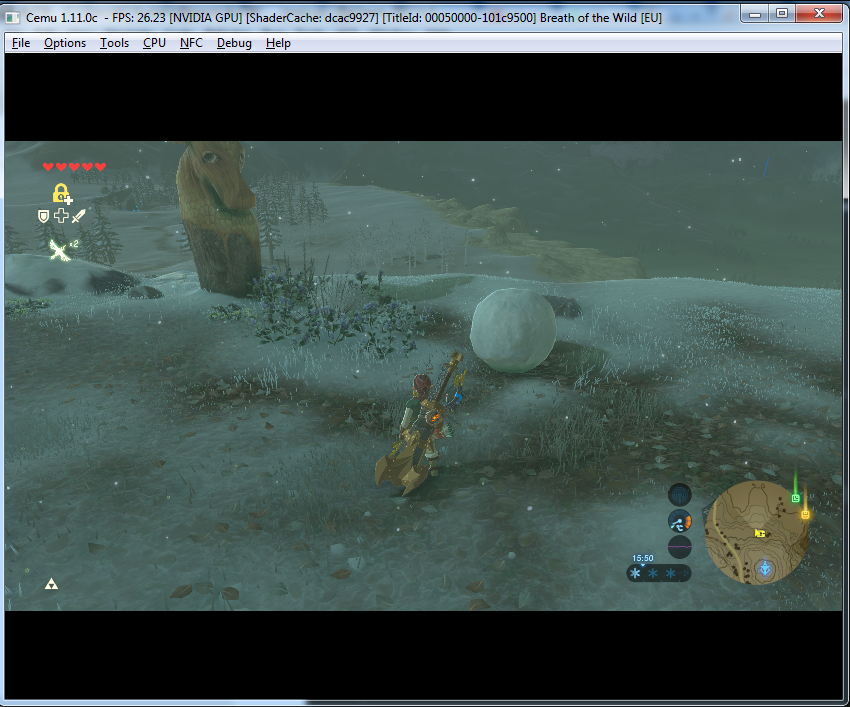 Cemu 1.11.0c - FPS: 26.23 [NVIDIA GPU] [ShaderCache: dcac9927] [TitleId: 00050000-101c9500] Breath of the Wild [EU]
File Options Tools CPU NFC Debug Help
×2
15:50